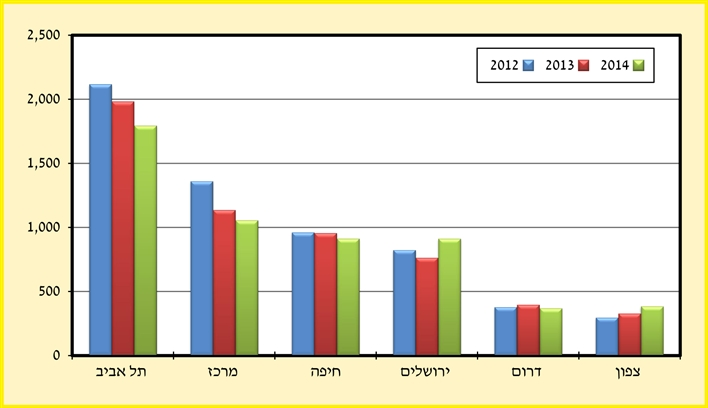 2,500
2012 2013 2014
2,000
1,500
1,000
500
0
תל אביב
מרכז
חיפה
ירושלים
דרום
צפון